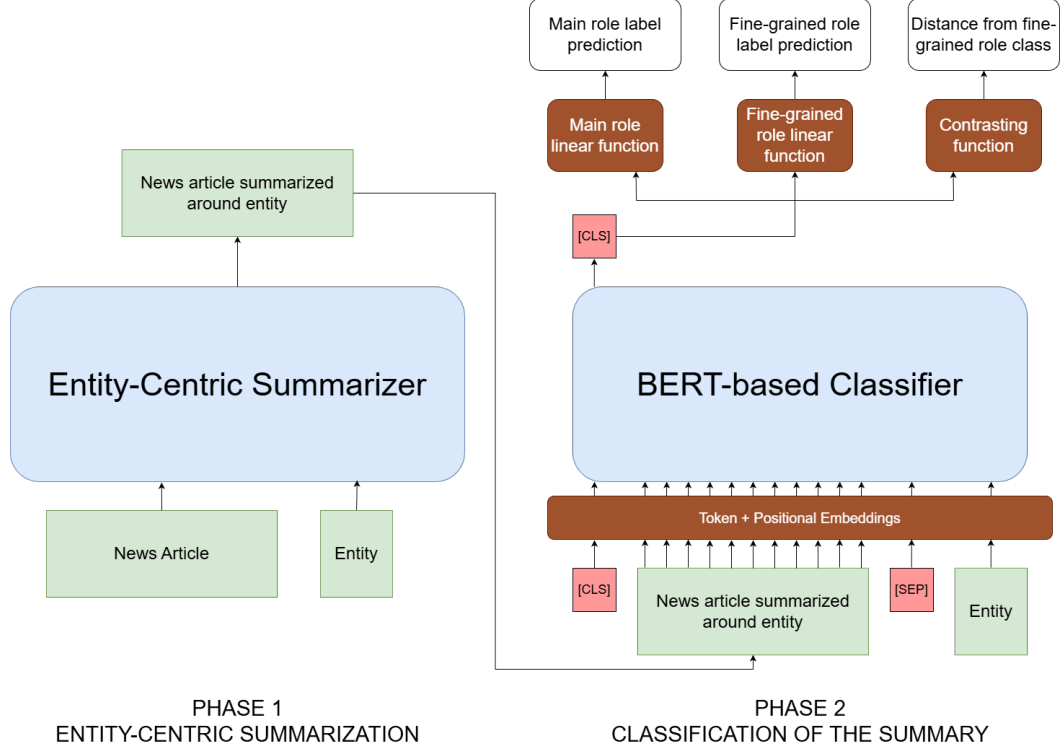 Main role label
prediction
Fine-grained role
label prediction
Distance from fine-
grained role class
Main role
linear function
Fine-grained
role linear
function
Contrasting
function
News article summarized
around entity
[CLS]
Entity-Centric Summarizer
BERT-based Classifier
Token + Positional Embeddings
News Article
Entity
[CLS]
News article summarized
around entity
[SEP]
Entity
PHASE 1
ENTITY-CENTRIC SUMMARIZATION
PHASE 2
CLASSIFICATION OF THE SUMMARY